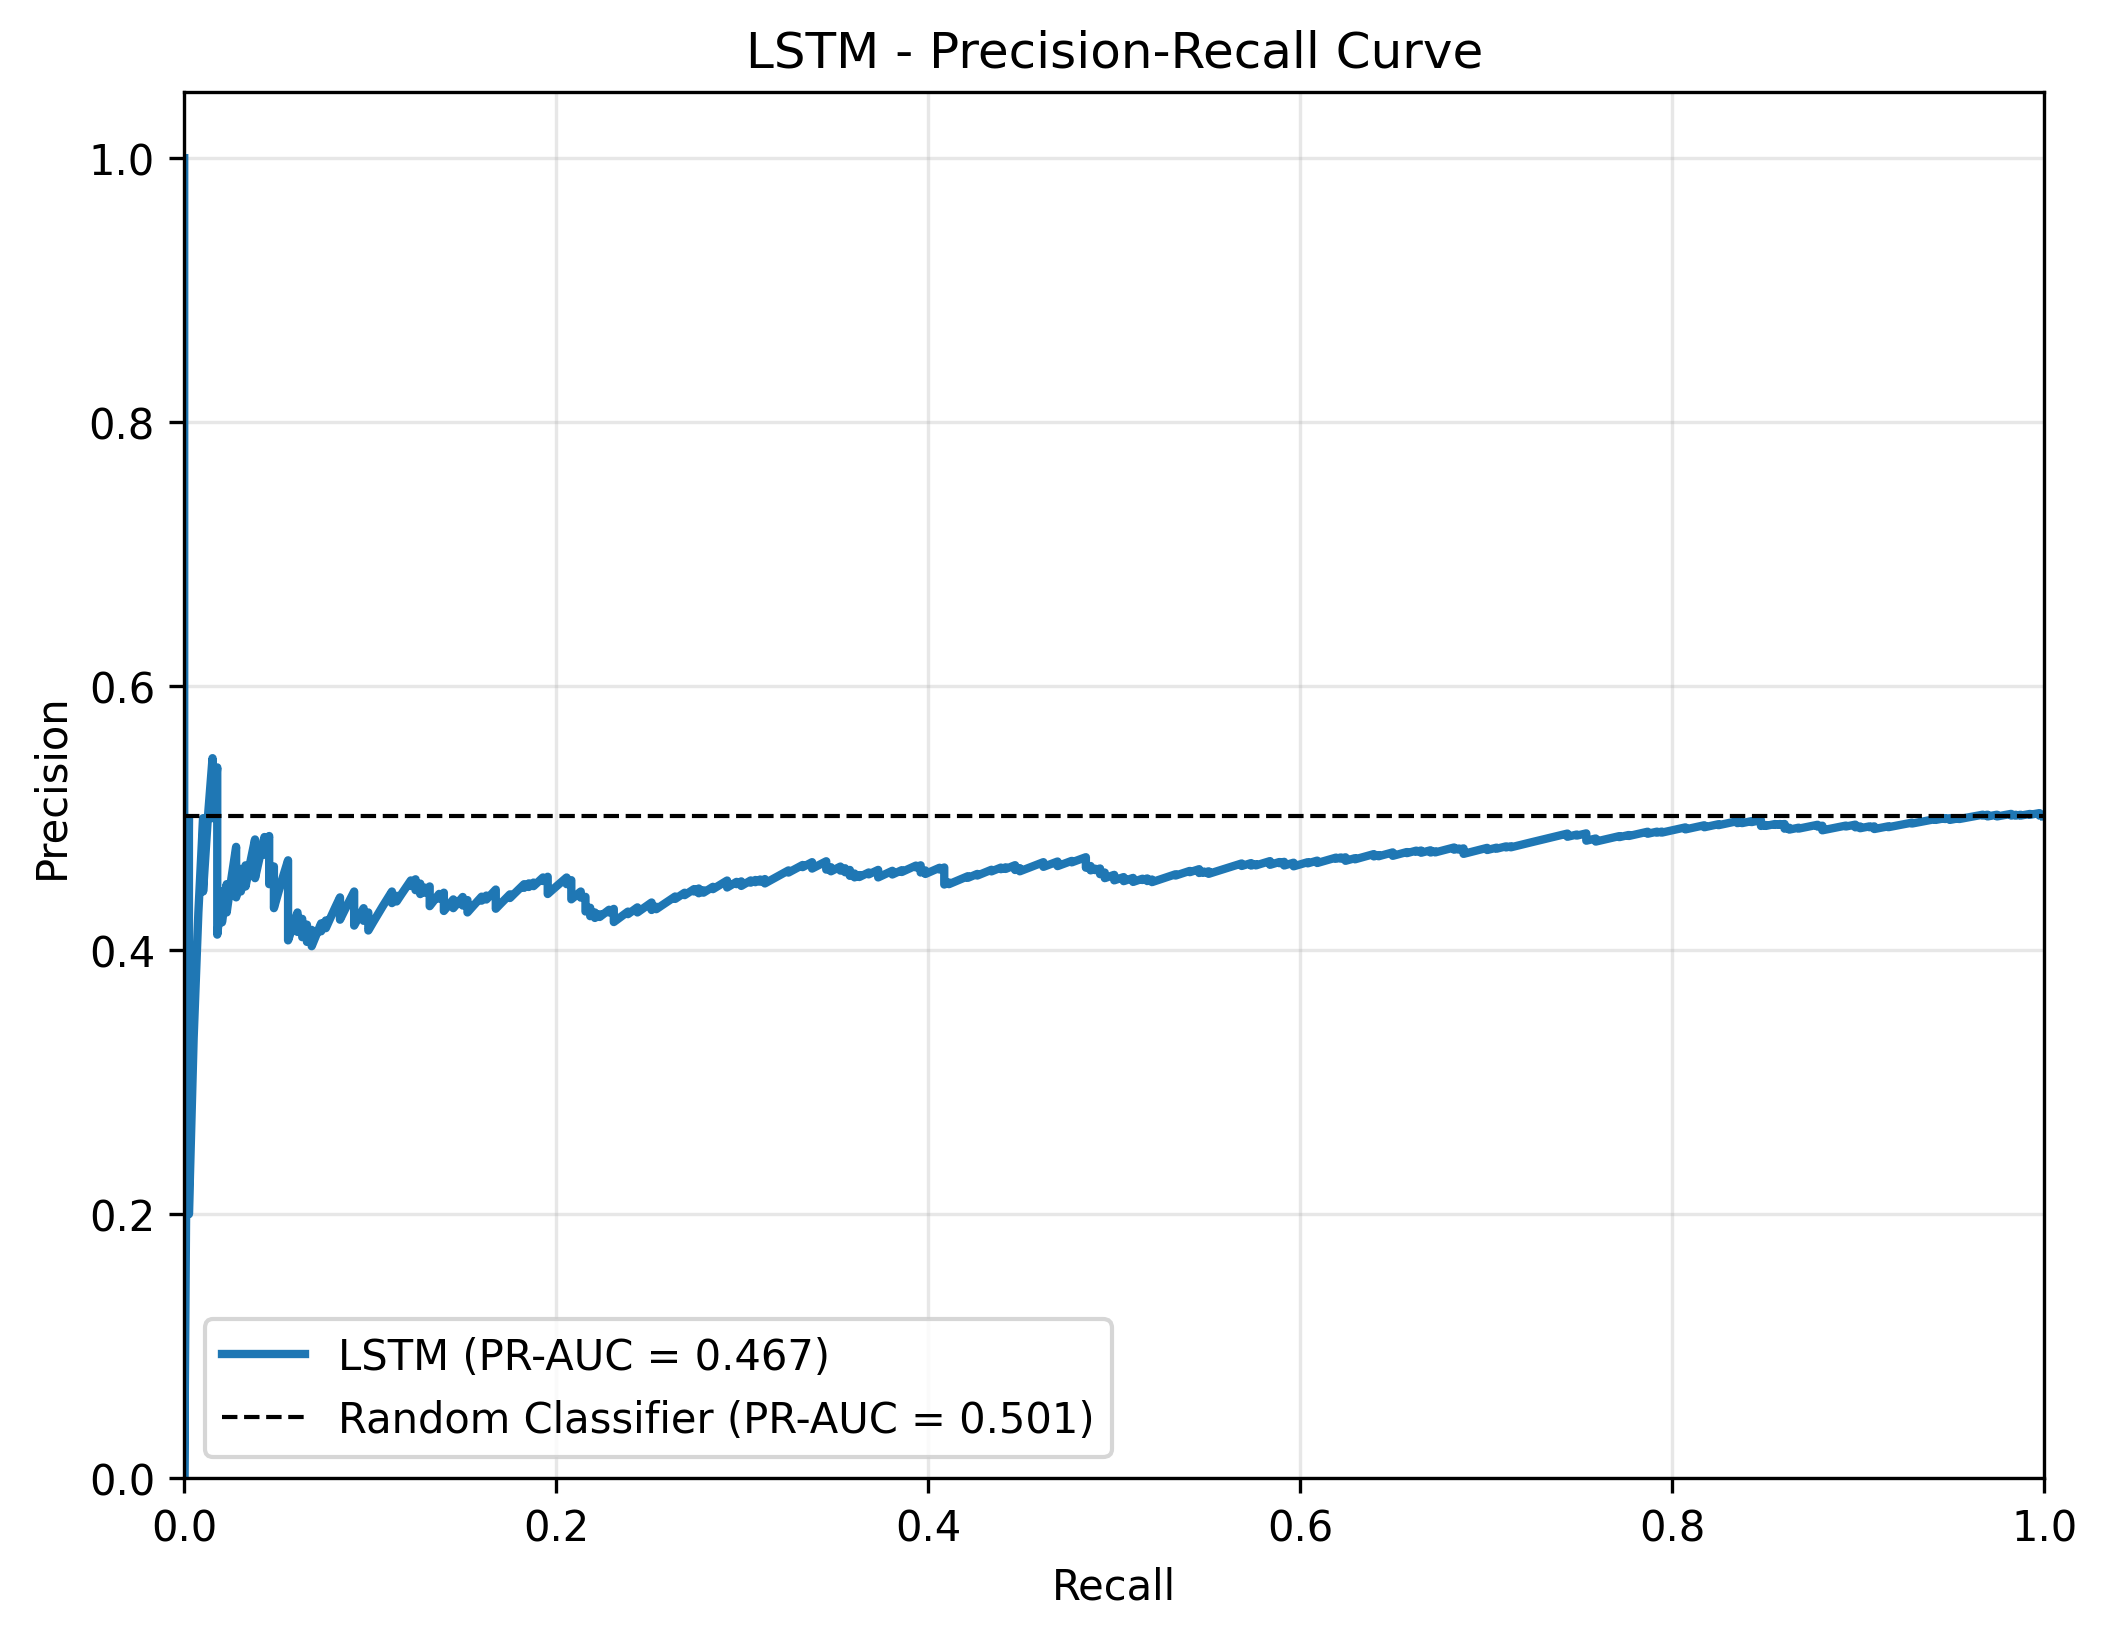 LSTM - Precision-Recall Curve
1.0
0.8
0.6
0.4
0.2
0.0
Precision
LSTM (PR-AUC = 0.467)
Random Classifier (PR-AUC = 0.501)
0.0 0.2 0.4 0.6 0.8 1.0
Recall